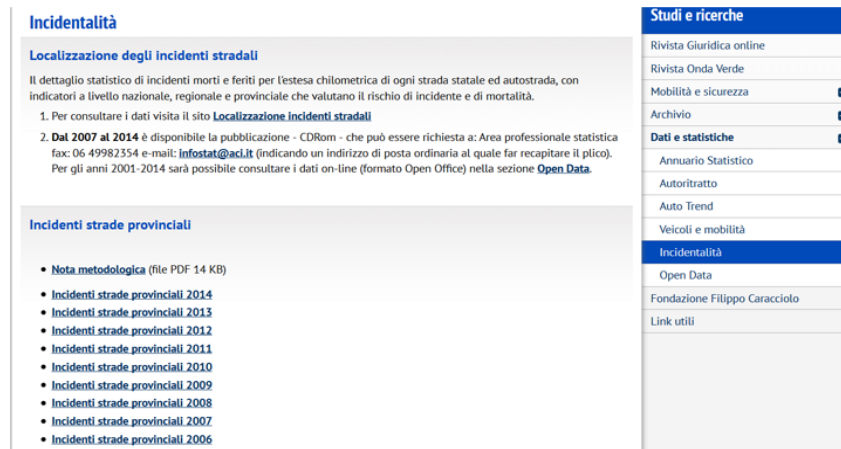 Incidentalità
Localizzazione degli incidenti stradali
Il dettaglio statistico di incidenti morti e feriti per l'estesa chilometrica di ogni strada statale ed autostrada, con
indicatori a livello nazionale, regionale e provinciale che valutano il rischio di incidente e di mortalità.
1. Per consultare i dati visita il sito Localizzazione incidenti stradali
2. Dal 2007 al 2014 è disponibile la pubblicazione - CDRom - che può essere richiesta a: Area professionale statistica
fax: 06 49982354 e-mail: infostat@aci.it (indicando un indirizzo di posta ordinaria al quale far recapitare il plico).
Per gli anni 2001-2014 sarà possibile consultare i dati on-line (formato Open Office) nella sezione Open Data.
Incidenti strade provinciali
• Nota metodologica (file PDF 14 KB)
• Incidenti strade provinciali 2014
• Incidenti strade provinciali 2013
• Incidenti strade provinciali 2012
• Incidenti strade provinciali 2011
• Incidenti strade provinciali 2010
• Incidenti strade provinciali 2009
• Incidenti strade provinciali 2008
• Incidenti strade provinciali 2007
• Incidenti strade provinciali 2006
Studi e ricerche
Rivista Giuridica online
Rivista Onda Verde
Mobilità e sicurezza
Archivio
Dati e statistiche
Annuario Statistico
Autoritratto
Auto Trend
Veicoli e mobilità
Incidentalità
Open Data
Fondazione Filippo Caracciolo
Link utili